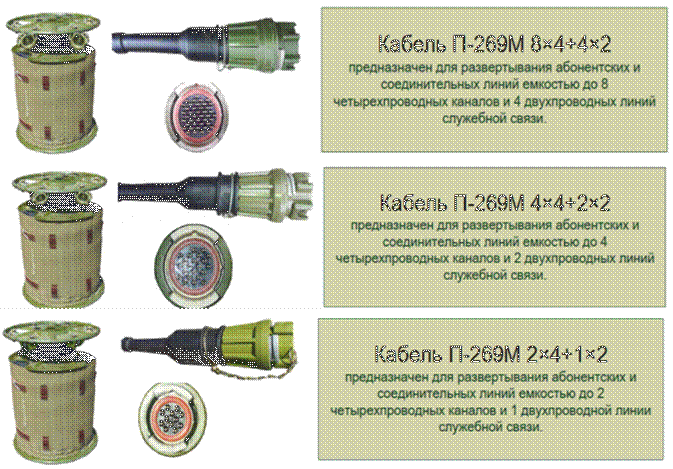 Кабель П-269М 8×4+4×2
предназначен для развертывания абонентских и
соединительных линий емкостью до 8
четырехпроводных каналов и 4 двухпроводных линий
служебной связи.
Кабель П-269М 4×4+2×2
предназначен для развертывания абонентских и
соединительных линий емкостью до 4
четырехпроводных каналов и 2 двухпроводных линий
служебной связи.
Кабель П-269М 2×4+1×2
предназначен для развертывания абонентских и
соединительных линий емкостью до 2
четырехпроводных каналов и 1 двухпроводной линии
служебной связи.